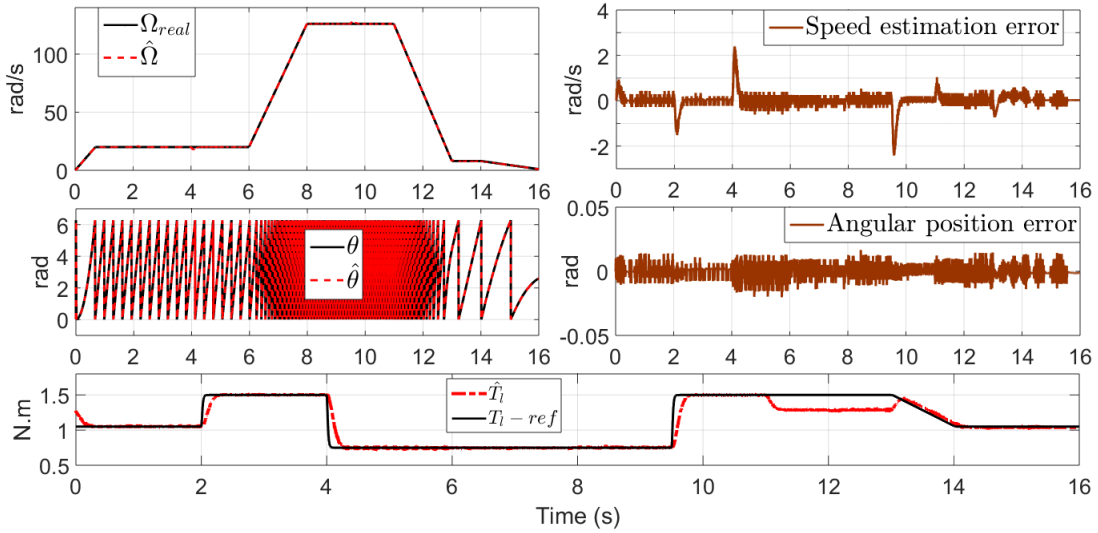 rad/s
100
50
0
Ω_real
Ω̂
0 2 4 6 8 10 12 14 16
rad/s
4
2
0
-2
Speed estimation error
0 2 4 6 8 10 12 14 16
rad
6
4
2
0
θ
θ̂
0 2 4 6 8 10 12 14 16
rad
0.05
0
-0.05
Angular position error
0 2 4 6 8 10 12 14 16
N.m
1.5
1
0.5
T̂_l
T_l − ref
0 2 4 6 8 10 12 14 16
Time (s)